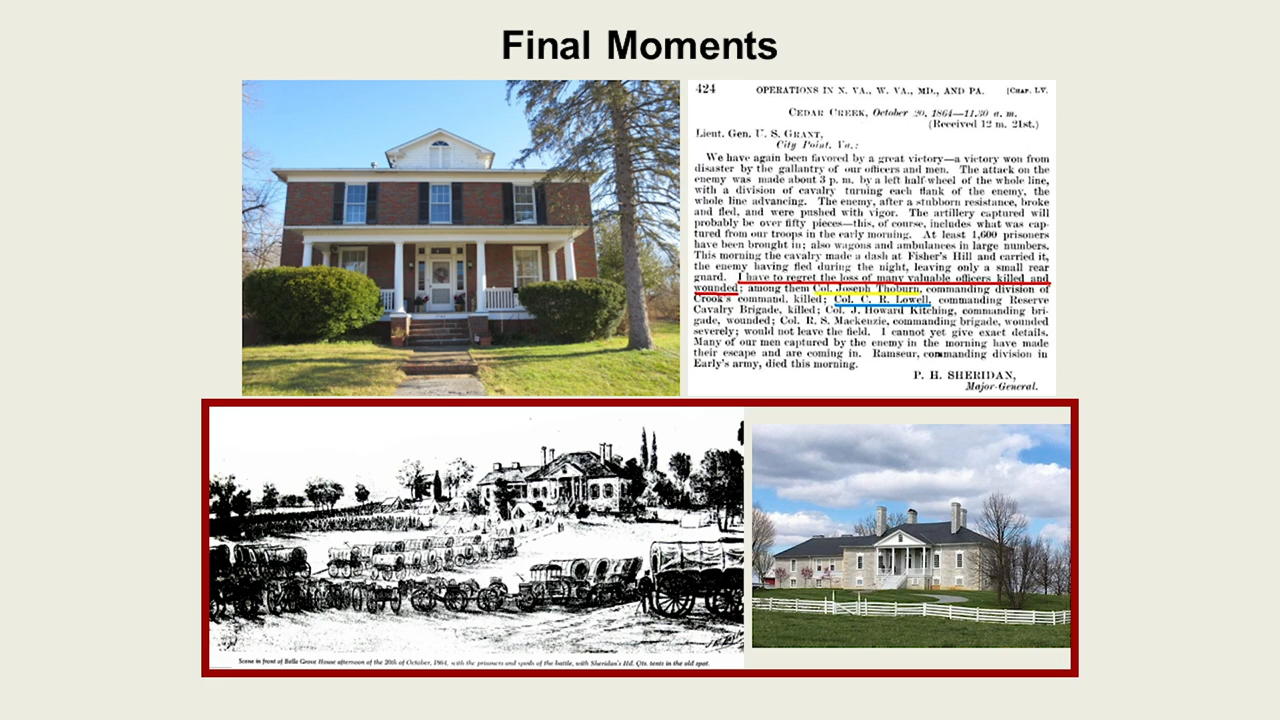 Final Moments
424 OPERATIONS IN N. VA., W. VA., MD., AND PA. [CHAP. LV.
CEDAR CREEK, October 20, 1864—11.30 a. m.
(Received 12 m. 21st.)
Lieut. Gen. U. S. GRANT,
City Point, Va.:
We have again been favored by a great victory—a victory won from
disaster by the gallantry of our officers and men. The attack on the
enemy was made about 3 p. m. by a left half wheel of the whole line,
with a division of cavalry turning each flank of the enemy, the
whole line advancing. The enemy, after a stubborn resistance, broke
and fled, and were pushed with vigor. The artillery captured will
probably be over fifty pieces—this, of course, includes what was cap-
tured from our troops in the early morning. At least 1,600 prisoners
have been brought in; also wagons and ambulances in large numbers.
This morning the cavalry made a dash at Fisher's Hill and carried it,
the enemy having fled during the night, leaving only a small rear
guard. I have to regret the loss of many valuable officers killed and
wounded; among them Col. Joseph Thoburn, commanding division of
Crook's command, killed; Col. C. R. Lowell, commanding Reserve
Cavalry Brigade, killed; Col. J. Howard Kitching, commanding bri-
gade, wounded; Col. R. S. Mackenzie, commanding brigade, wounded
severely; would not leave the field. I cannot yet give exact details.
Many of our men captured by the enemy in the morning have made
their escape and are coming in. Ramseur, commanding division in
Early's army, died this morning.
P. H. SHERIDAN,
Major-General.
Scene in front of Belle Grove House afternoon of the 20th of October, 1864, with the prisoners and spoils of the battle, with Sheridan's Hd. Qts. tents in the old spot.